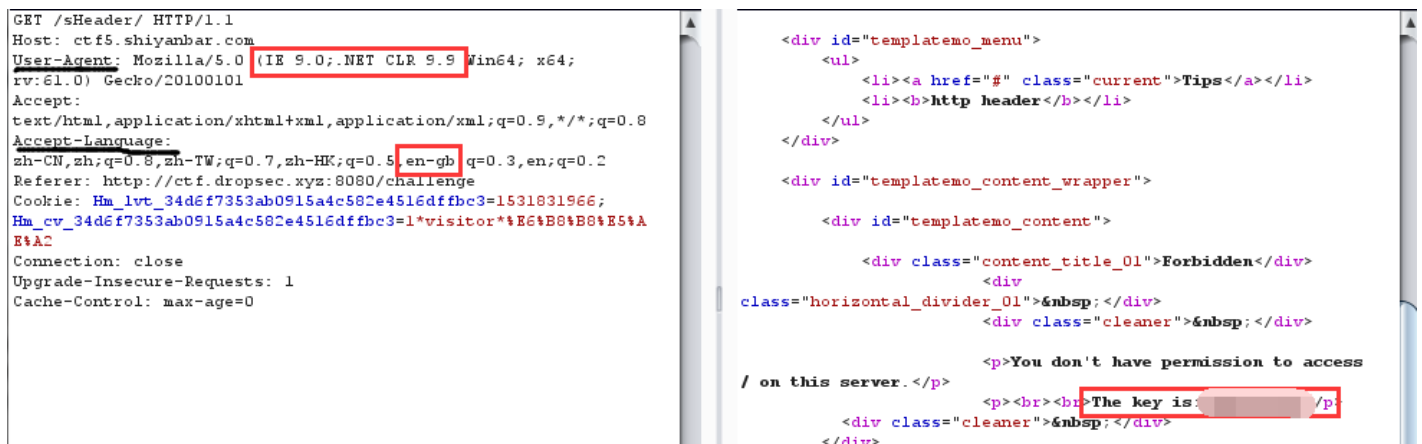 GET /sHeader/ HTTP/1.1
Host: ctf5.shiyanbar.com
User-Agent: Mozilla/5.0 (IE 9.0;.NET CLR 9.9 Win64; x64;
rv:61.0) Gecko/20100101
Accept:
text/html,application/xhtml+xml,application/xml;q=0.9,*/*;q=0.8
Accept-Language:
zh-CN,zh;q=0.8,zh-TW;q=0.7,zh-HK;q=0.5,en-gb q=0.3,en;q=0.2
Referer: http://ctf.dropsec.xyz:8080/challenge
Cookie: Hm_lvt_34d6f7353ab0915a4c582e4516dffbc3=1531831966;
Hm_cv_34d6f7353ab0915a4c582e4516dffbc3=1*visitor*%E6%B8%B8%E5%A
E%A2
Connection: close
Upgrade-Insecure-Requests: 1
Cache-Control: max-age=0
<div id="templatemo_menu">
<ul>
<li><a href="#" class="current">Tips</a></li>
<li><b>http header</b></li>
</ul>
</div>
<div id="templatemo_content_wrapper">
<div id="templatemo_content">
<div class="content_title_01">Forbidden</div>
<div
class="horizontal_divider_01">&nbsp;</div>
<div class="cleaner">&nbsp;</div>
<p>You don't have permission to access
/ on this server.</p>
<p><br><br>The key is: /p>
<div class="cleaner">&nbsp;</div>
</div>